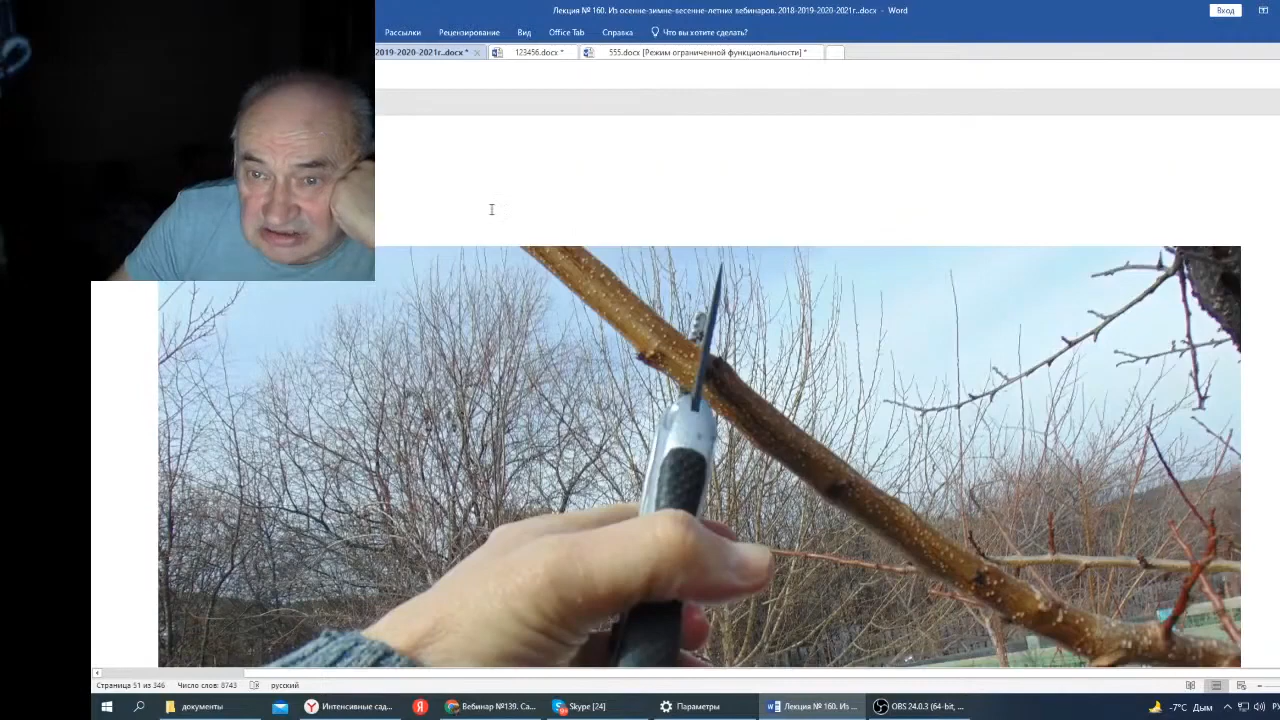 Лекция № 160. Из осенне-зимне-весенне-летних вебинаров. 2018-2019-2020-2021г..docx - Word
Вход
Рассылки Рецензирование Вид Office Tab Справка Что вы хотите сделать?
2019-2020-2021г..docx * 123456.docx * 555.docx [Режим ограниченной функциональности] *
Страница 51 из 346 Число слов: 8743 русский
документы Интенсивные сад... Я Вебинар №139. Са... Skype [24] Параметры Лекция № 160. Из ... OBS 24.0.3 (64-bit, ... -7°C Дым